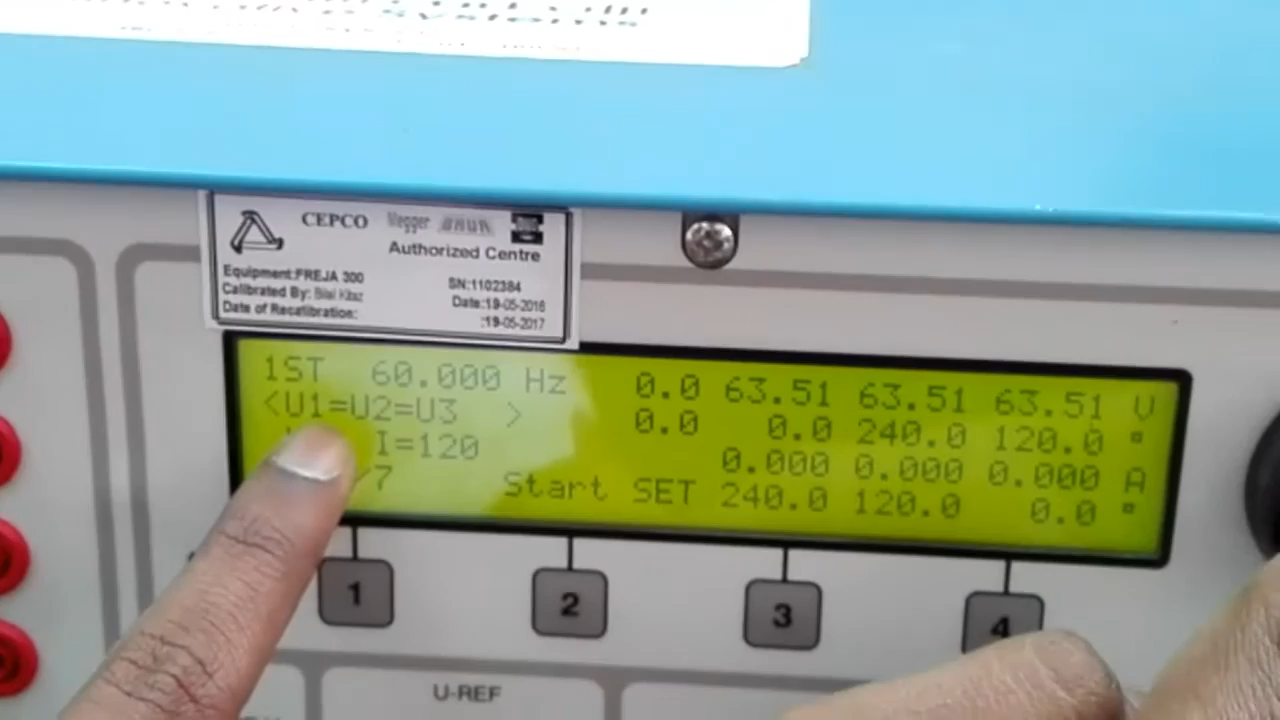 CEPCO Megger
Authorized Centre
Equipment:FREJA 300
SN:1102384
Calibrated By: Bilal
Date:19-05-2016
Date of Recalibration:
:19-05-2017
1ST 60.000 Hz 0.0 63.51 63.51 63.51 V
<U1=U2=U3 > 0.0 0.0 240.0 120.0 °
I=120 0.000 0.000 0.000 A
/7 Start SET 240.0 120.0 0.0 °
1 2 3 4
U-REF